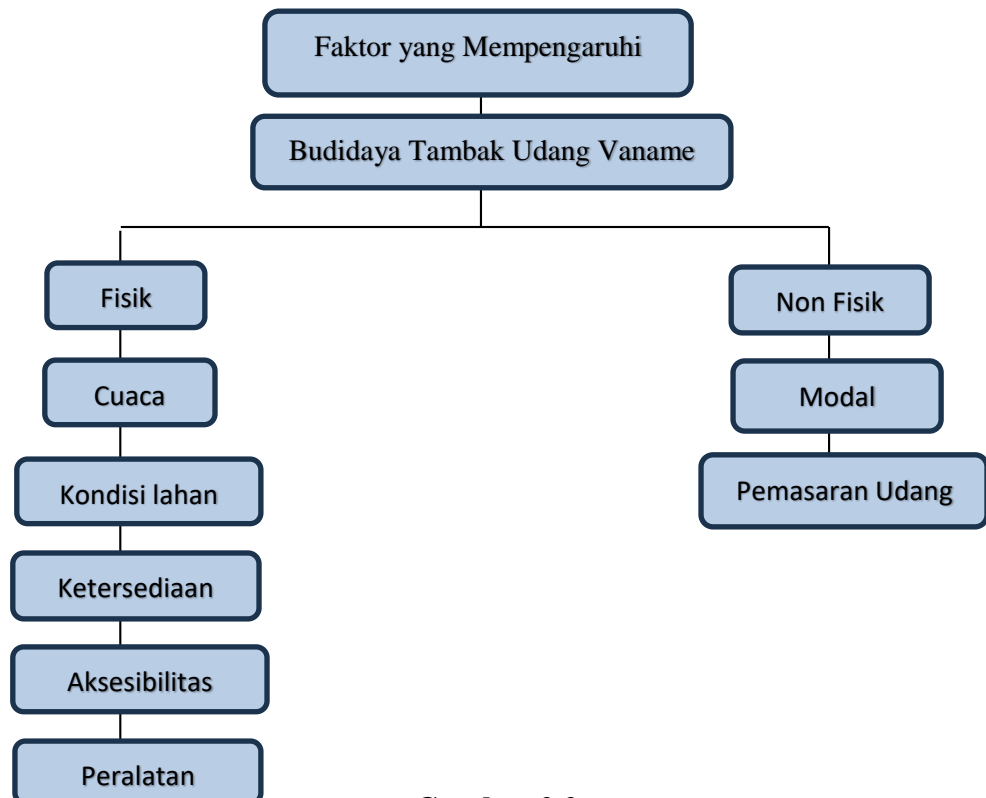 Faktor yang Mempengaruhi
Budidaya Tambak Udang Vaname
Fisik
Cuaca
Kondisi lahan
Ketersediaan
Aksesibilitas
Peralatan
Non Fisik
Modal
Pemasaran Udang